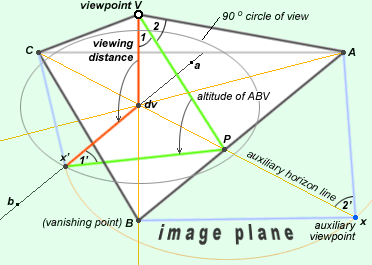 viewpoint V
90 º circle of view
2
1
viewing
distance
C
A
a
dv
altitude of ABV
x'
1'
P
auxiliary horizon line
b
2'
(vanishing point) B
image plane
x
auxiliary
viewpoint